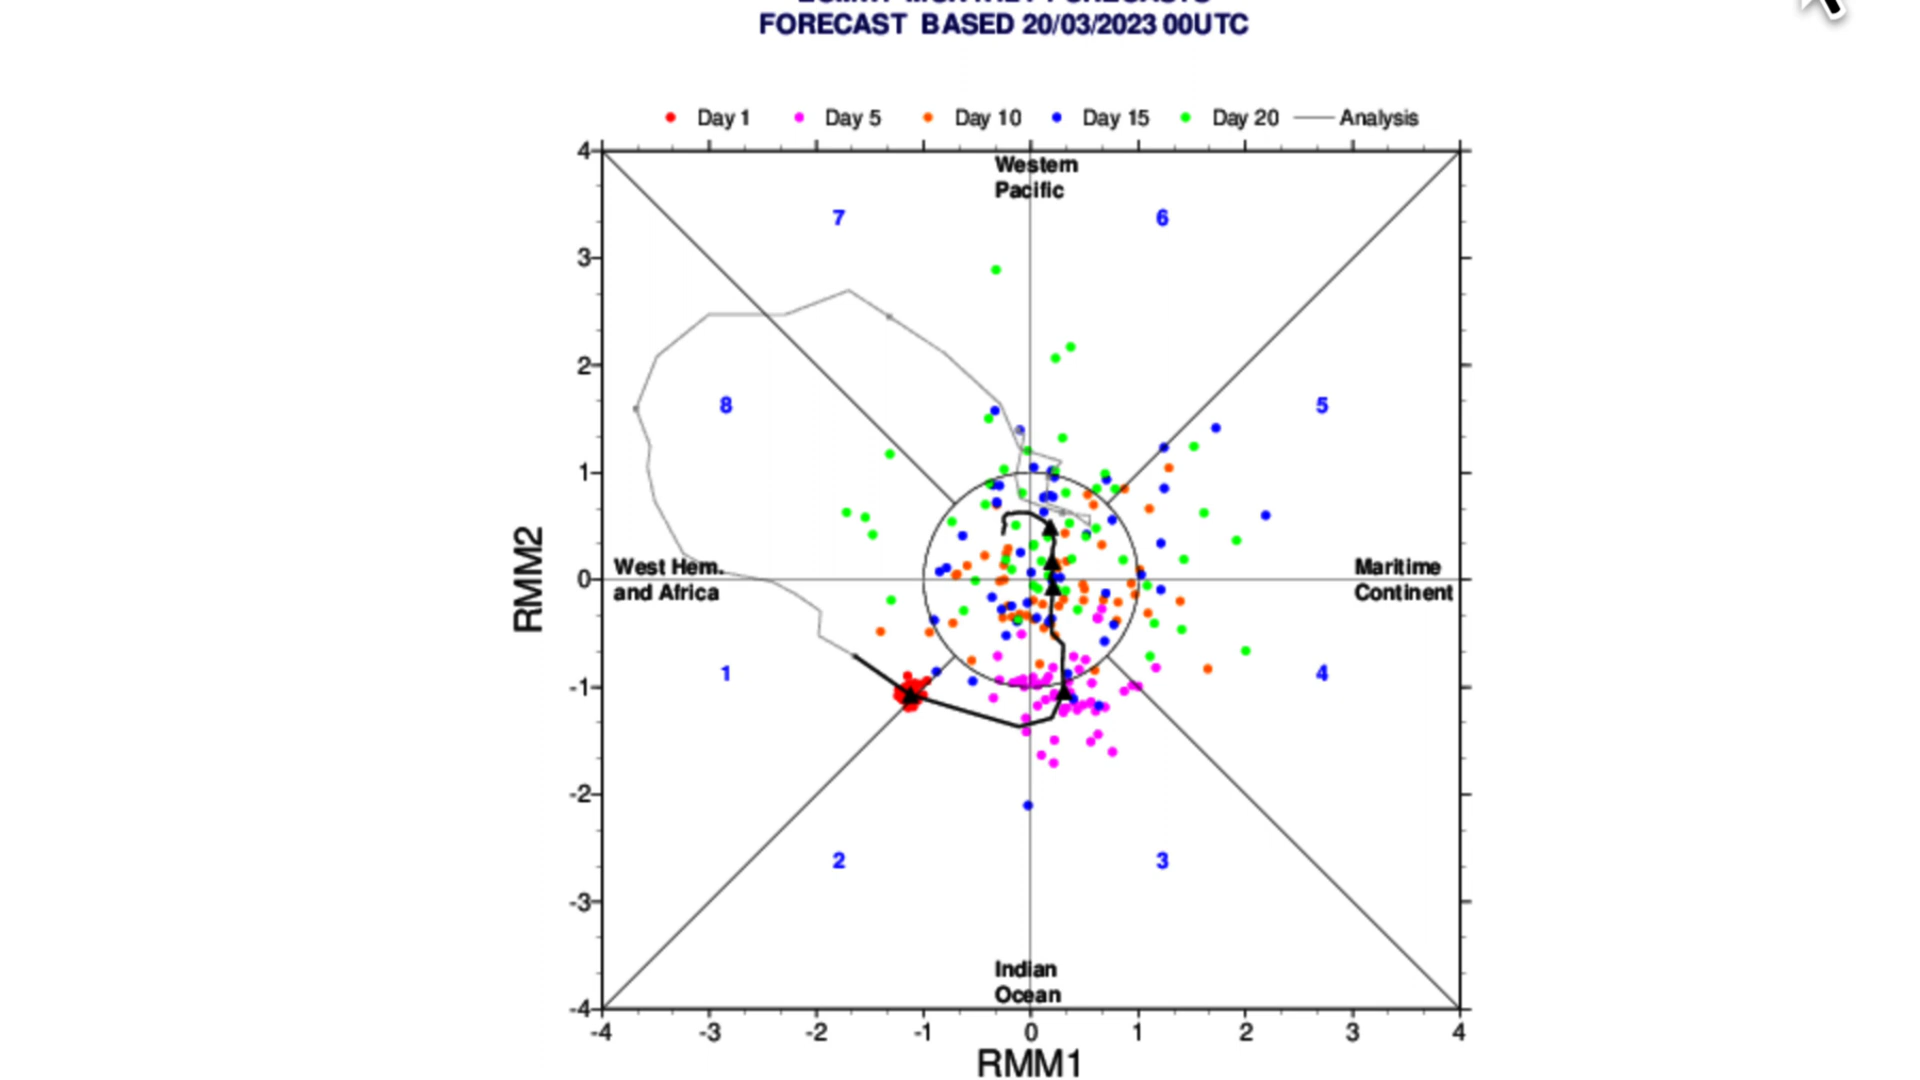 FORECAST BASED 20/03/2023 00UTC
Day 1 Day 5 Day 10 Day 15 Day 20 Analysis
4
Western
Pacific
7 6
3
2
8 5
1
RMM2
0
West Hem.
and Africa
Maritime
Continent
-1
1 4
-2
2 3
-3
Indian
Ocean
-4
-4 -3 -2 -1 0 1 2 3 4
RMM1